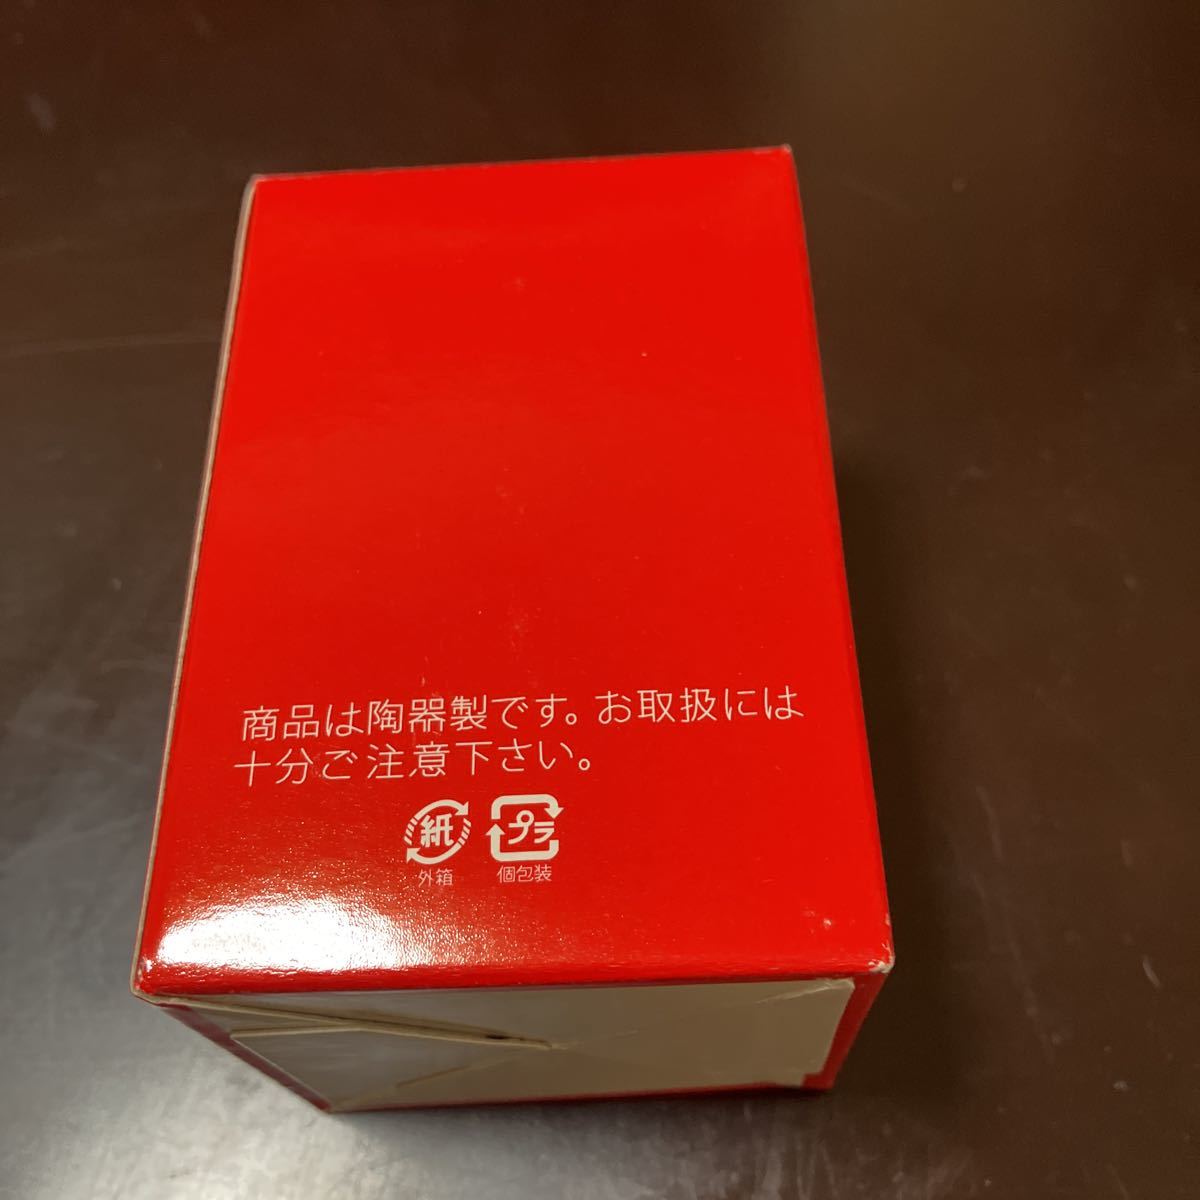 商品は陶器製です。お取扱には
十分ご注意下さい。
紙 プラ
外箱 個包装